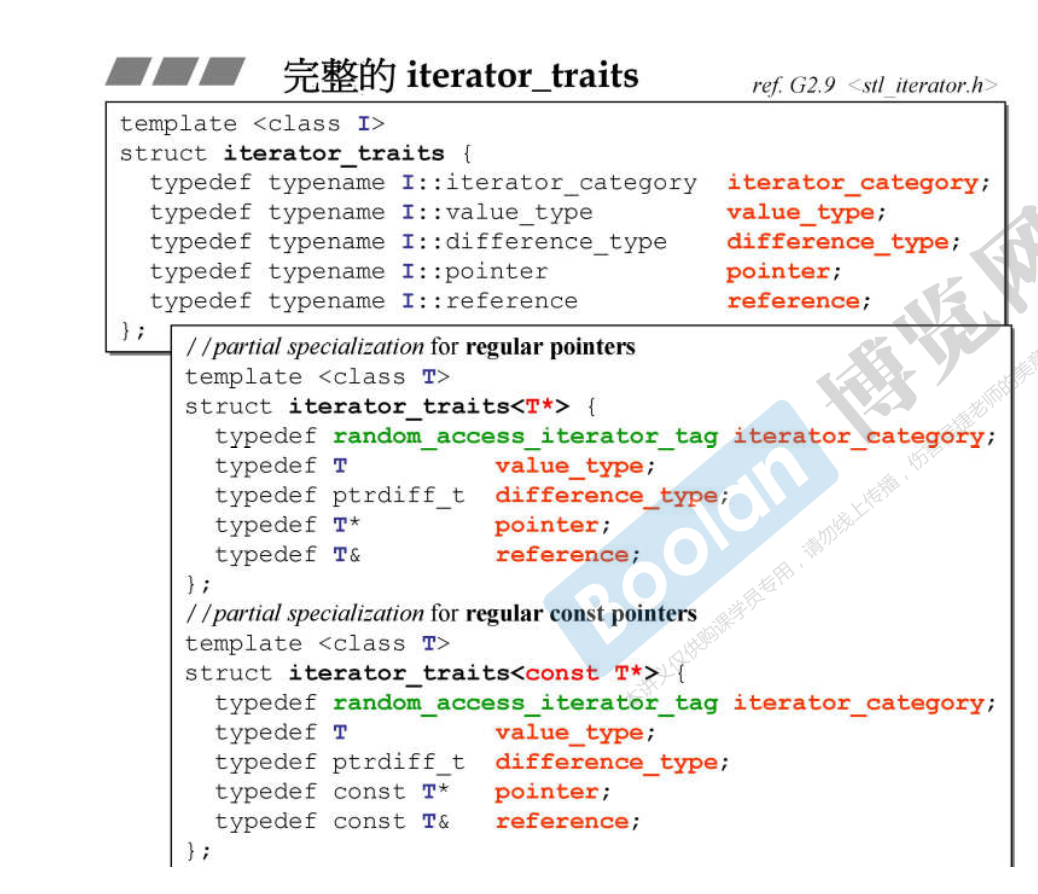 完整的 iterator_traits
ref. G2.9 <stl_iterator.h>
template <class I>
struct iterator_traits {
typedef typename I::iterator_category iterator_category;
typedef typename I::value_type value_type;
typedef typename I::difference_type difference_type;
typedef typename I::pointer pointer;
typedef typename I::reference reference;
};
//partial specialization for regular pointers
template <class T>
struct iterator_traits<T*> {
typedef random_access_iterator_tag iterator_category;
typedef T value_type;
typedef ptrdiff_t difference_type;
typedef T* pointer;
typedef T& reference;
};
//partial specialization for regular const pointers
template <class T>
struct iterator_traits<const T*> {
typedef random_access_iterator_tag iterator_category;
typedef T value_type;
typedef ptrdiff_t difference_type;
typedef const T* pointer;
typedef const T& reference;
};
Boolan
博览网
讲义仅供购课学员专用，请勿线上传播，伤害